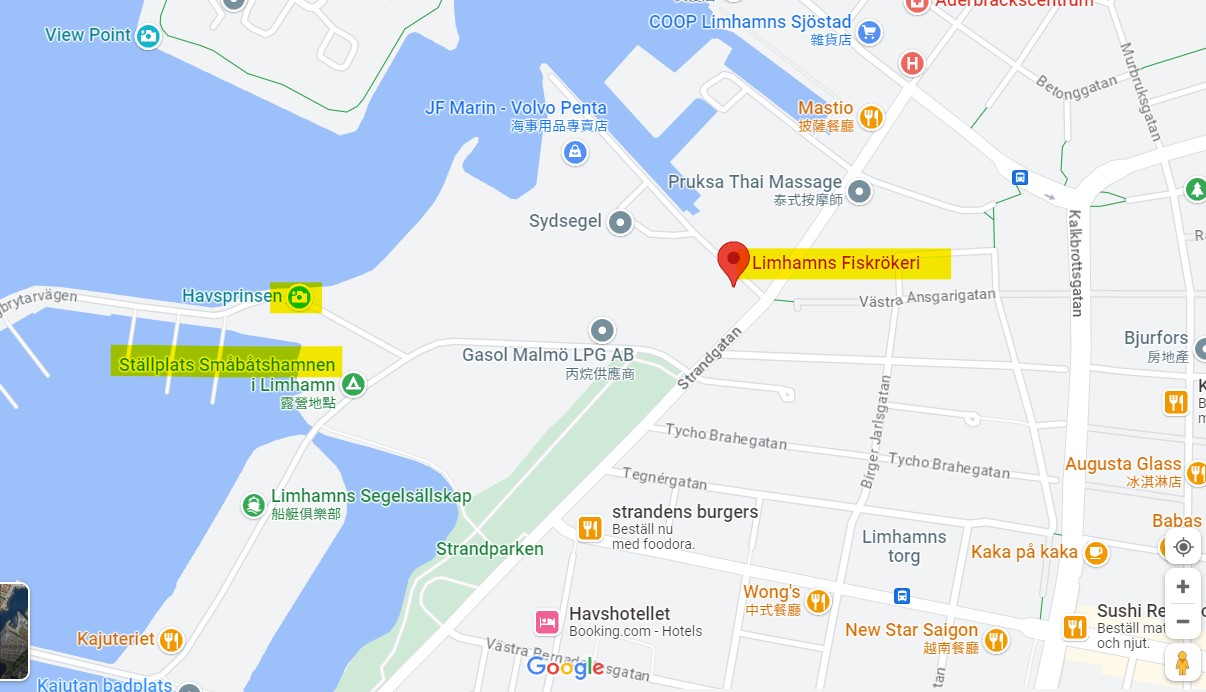 Aderbräckscentrum
COOP Limhamns Sjöstad
雜貨店
View Point
H
Betonggatan
Murbruksgatan
JF Marin - Volvo Penta
海事用品專賣店
Mastio
披薩餐廳
Pruksa Thai Massage
泰式按摩師
Sydsegel
Kalkbrottsgatan
Limhamns Fiskrökeri
Havsprinsen
Västra Ansgarigatan
Gasol Malmö LPG AB
丙烷供應商
Strandgatan
Bjurfors
房地產
Ställplats Småbåtshamnen
i Limhamn
露營地點
Birger Jarlsgatan
Tycho Brahegatan
Tycho Brahegatan
Tegnérgatan
Augusta Glass
冰淇淋店
Limhamns Segelsällskap
船艇俱樂部
strandens burgers
Beställ nu
med foodora.
Babas
Strandparken
Limhamns
torg
Kaka på kaka
Wong's
中式餐廳
Havshotellet
Booking.com - Hotels
New Star Saigon
越南餐廳
Sushi Re
Beställ mat
och njut.
Kajuteriet
Google
Kajutan badplats